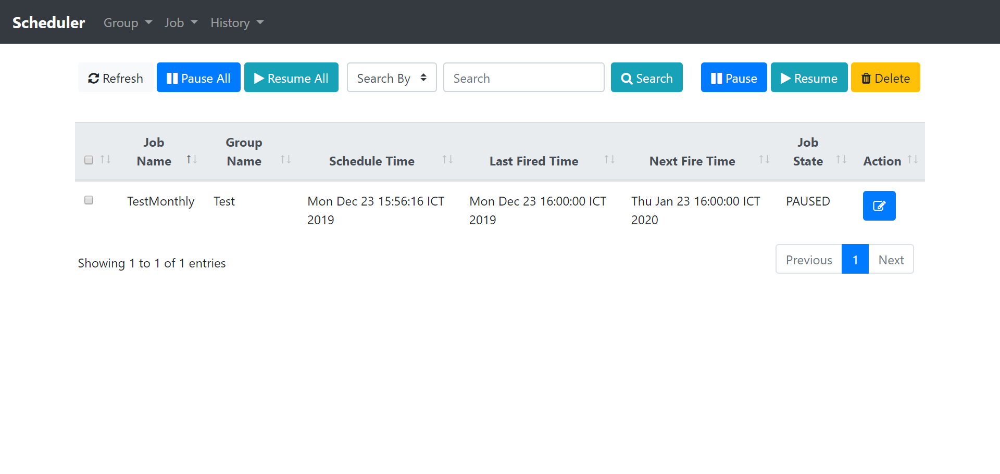 Scheduler Group Job History
Refresh Pause All Resume All Search By Search Search Pause Resume Delete
Job Name Group Name Schedule Time Last Fired Time Next Fire Time Job State Action
TestMonthly Test Mon Dec 23 15:56:16 ICT 2019 Mon Dec 23 16:00:00 ICT 2019 Thu Jan 23 16:00:00 ICT 2020 PAUSED
Showing 1 to 1 of 1 entries
Previous 1 Next